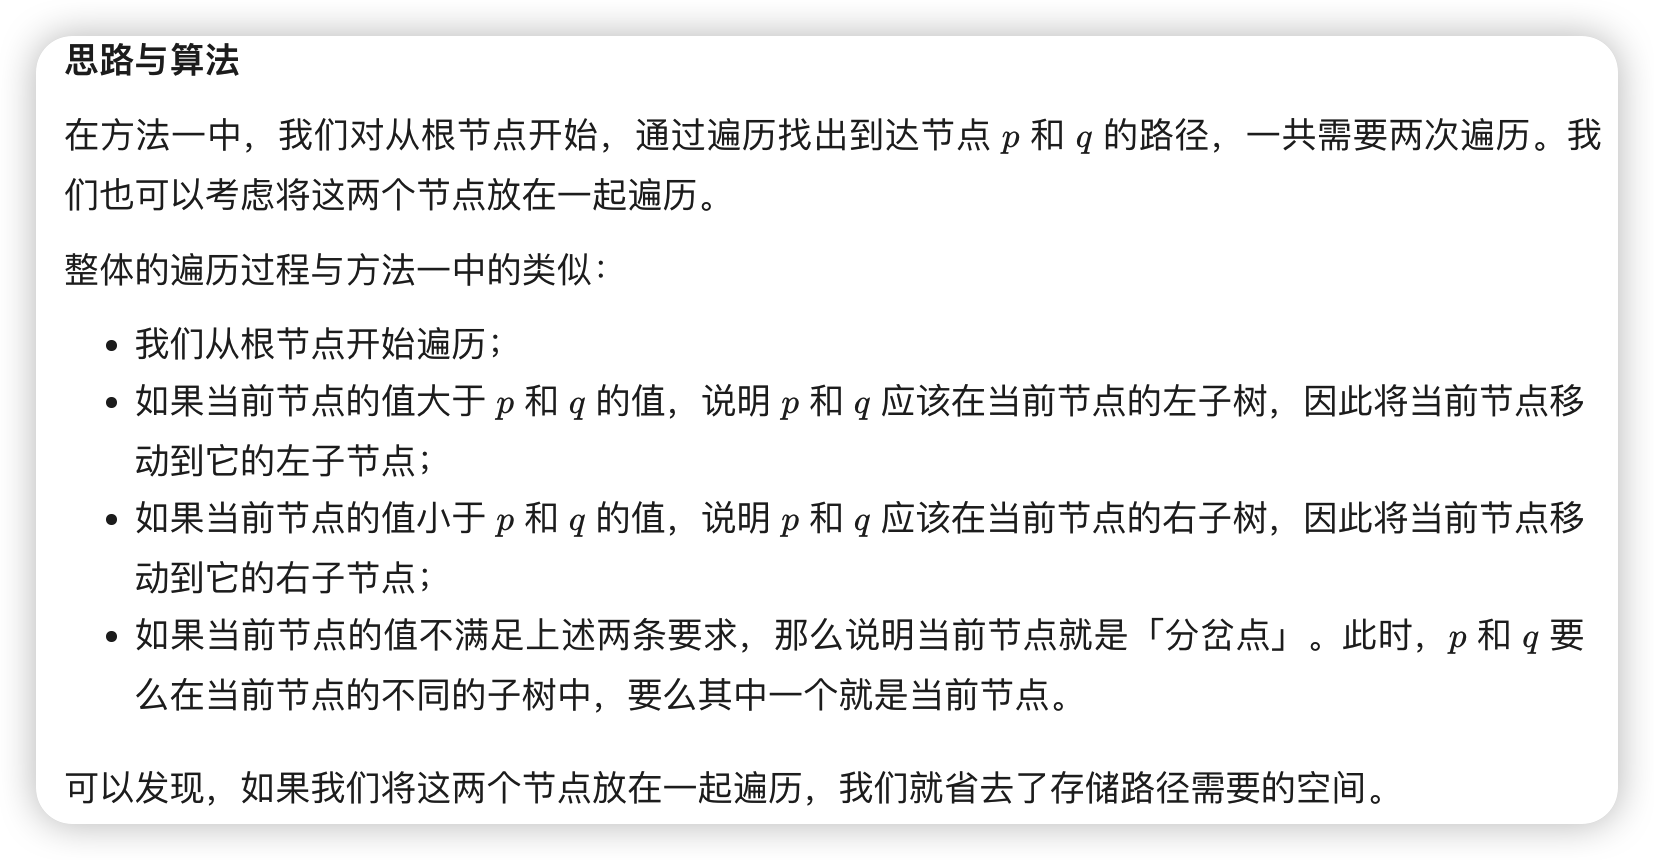 思路与算法
在方法一中，我们对从根节点开始，通过遍历找出到达节点 p 和 q 的路径，一共需要两次遍历。我
们也可以考虑将这两个节点放在一起遍历。
整体的遍历过程与方法一中的类似：
• 我们从根节点开始遍历；
• 如果当前节点的值大于 p 和 q 的值，说明 p 和 q 应该在当前节点的左子树，因此将当前节点移
动到它的左子节点；
• 如果当前节点的值小于 p 和 q 的值，说明 p 和 q 应该在当前节点的右子树，因此将当前节点移
动到它的右子节点；
• 如果当前节点的值不满足上述两条要求，那么说明当前节点就是「分岔点」。此时，p 和 q 要
么在当前节点的不同的子树中，要么其中一个就是当前节点。
可以发现，如果我们将这两个节点放在一起遍历，我们就省去了存储路径需要的空间。